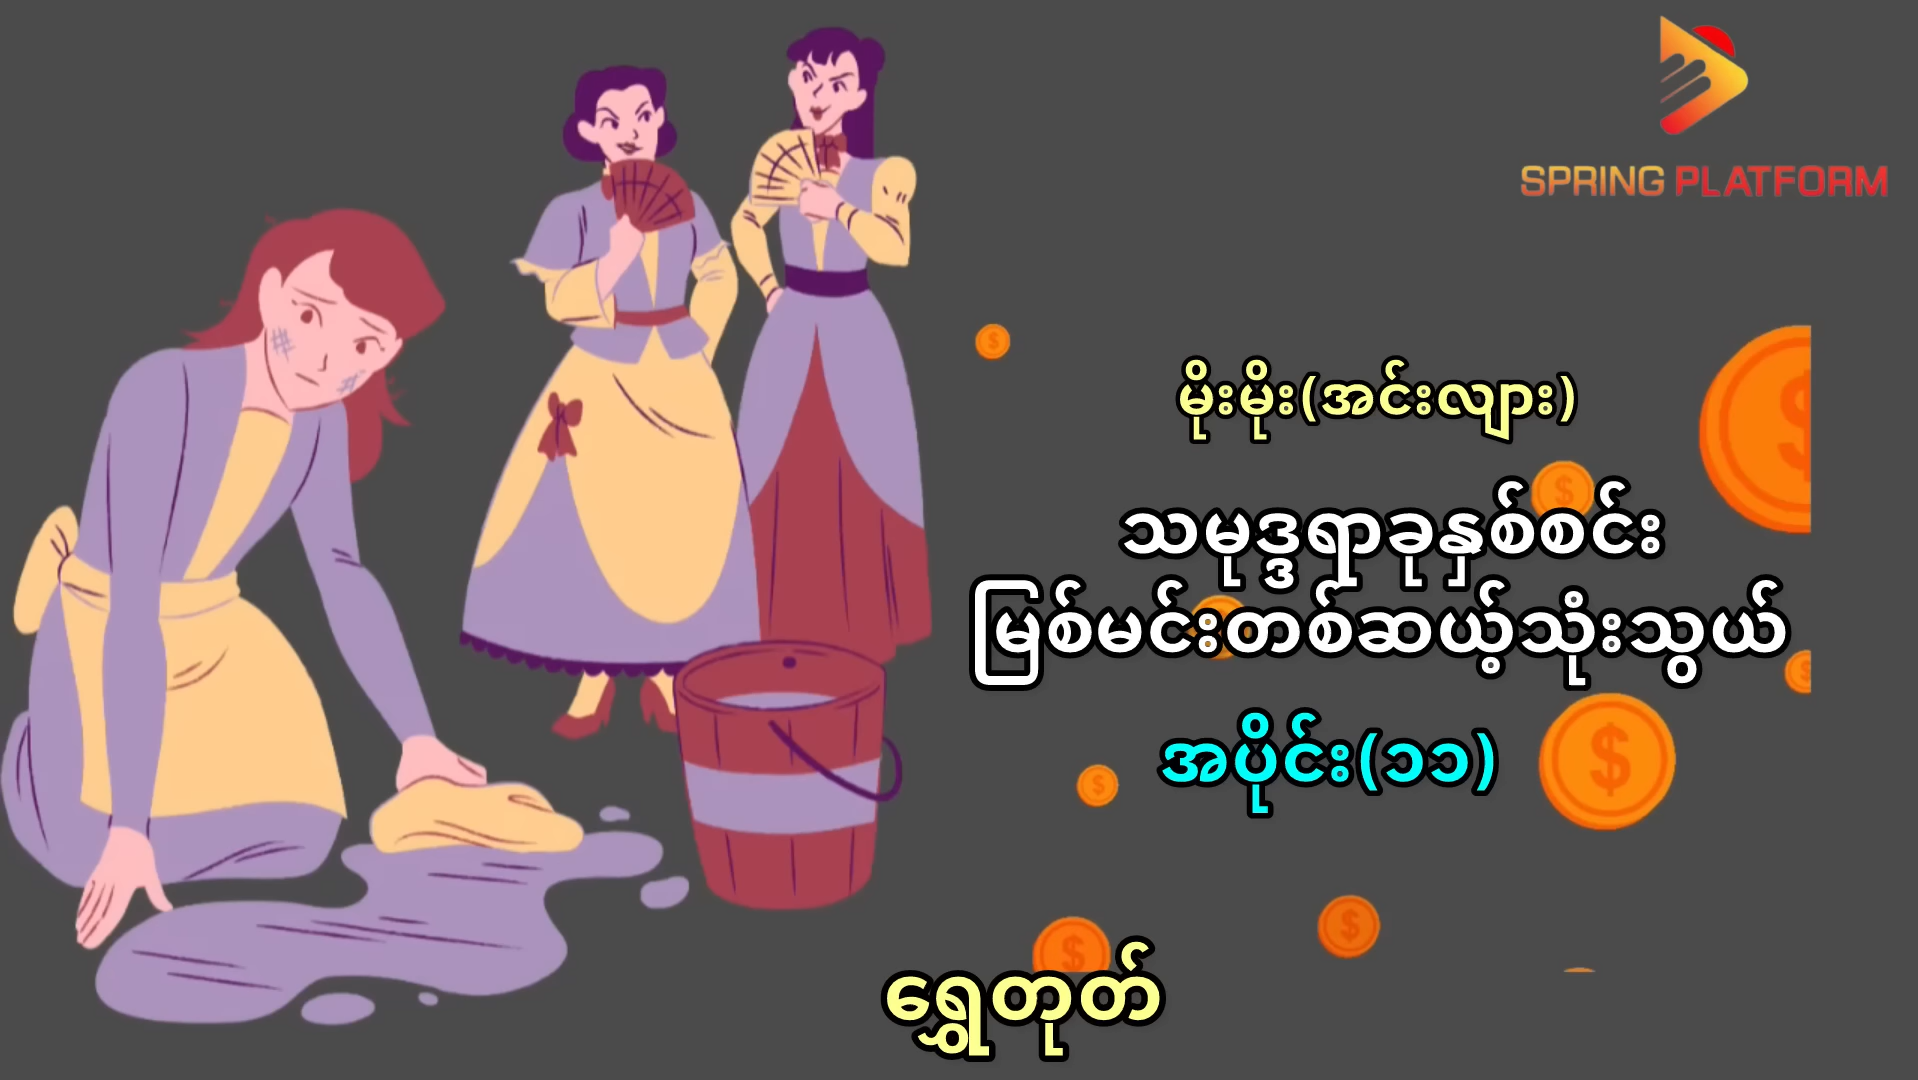 SPRING PLATFORM
မိုးမိုး(အင်းလျား)
သမုဒ္ဒရာခုနှစ်စင်း
မြစ်မင်းတစ်ဆယ့်သုံးသွယ်
အပိုင်း(၁၁)
ရွှေတုတ်